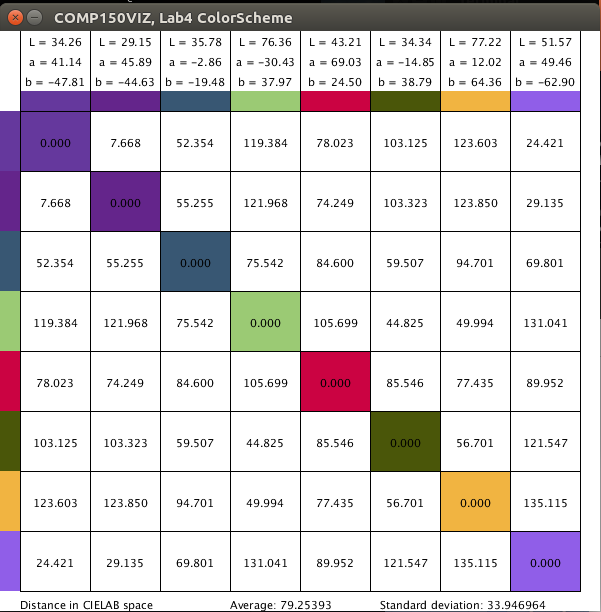 COMP150VIZ, Lab4 ColorScheme
L = 34.26 L = 29.15 L = 35.78 L = 76.36 L = 43.21 L = 34.34 L = 77.22 L = 51.57
a = 41.14 a = 45.89 a = -2.86 a = -30.43 a = 69.03 a = -14.85 a = 12.02 a = 49.46
b = -47.81 b = -44.63 b = -19.48 b = 37.97 b = 24.50 b = 38.79 b = 64.36 b = -62.90
0.000 7.668 52.354 119.384 78.023 103.125 123.603 24.421
7.668 0.000 55.255 121.968 74.249 103.323 123.850 29.135
52.354 55.255 0.000 75.542 84.600 59.507 94.701 69.801
119.384 121.968 75.542 0.000 105.699 44.825 49.994 131.041
78.023 74.249 84.600 105.699 0.000 85.546 77.435 89.952
103.125 103.323 59.507 44.825 85.546 0.000 56.701 121.547
123.603 123.850 94.701 49.994 77.435 56.701 0.000 135.115
24.421 29.135 69.801 131.041 89.952 121.547 135.115 0.000
Distance in CIELAB space Average: 79.25393 Standard deviation: 33.946964